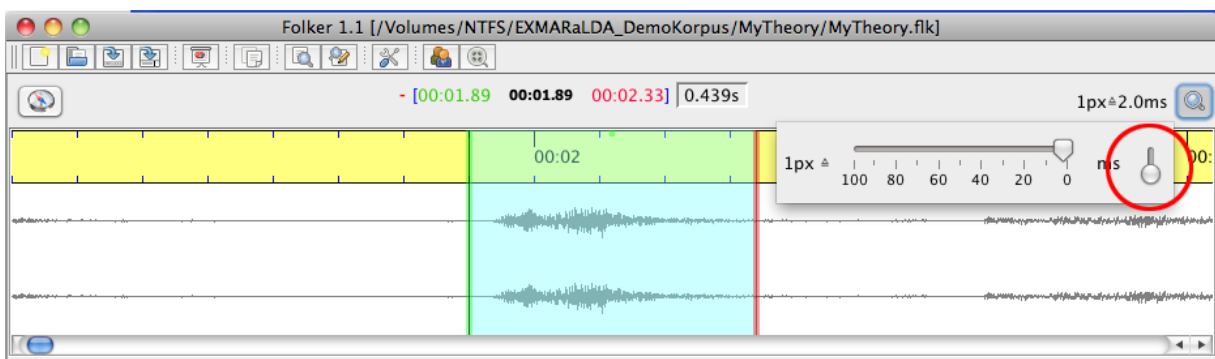 Folker 1.1 [/Volumes/NTFS/EXMARaLDA_DemoKorpus/MyTheory/MyTheory.flk]
- [00:01.89 00:01.89 00:02.33] 0.439s
1px≙2.0ms
00:02
00:
1px ≙
ms
100 80 60 40 20 0